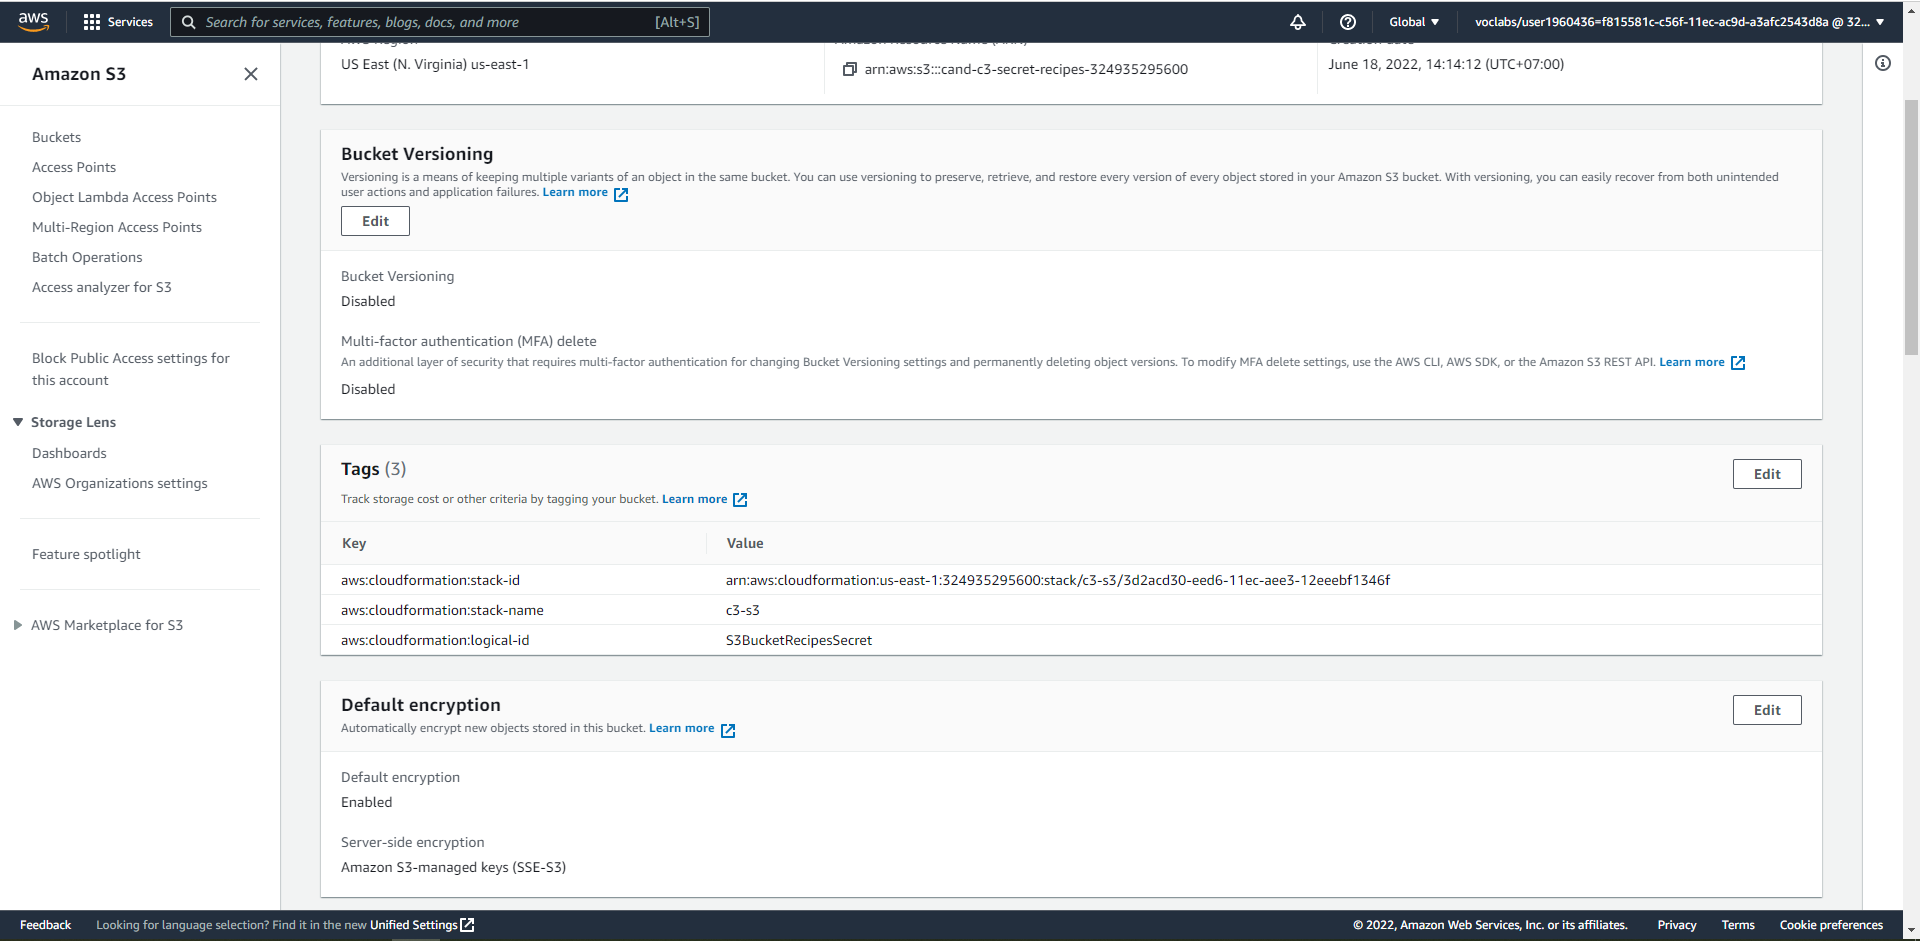 aws
Services
Search for services, features, blogs, docs, and more
[Alt+S]
Global
voclabs/user1960436=f815581c-c56f-11ec-ac9d-a3afc2543d8a @ 32...
Amazon S3
Buckets
Access Points
Object Lambda Access Points
Multi-Region Access Points
Batch Operations
Access analyzer for S3
Block Public Access settings for
this account
Storage Lens
Dashboards
AWS Organizations settings
Feature spotlight
AWS Marketplace for S3
US East (N. Virginia) us-east-1
arn:aws:s3:::cand-c3-secret-recipes-324935295600
June 18, 2022, 14:14:12 (UTC+07:00)
Bucket Versioning
Versioning is a means of keeping multiple variants of an object in the same bucket. You can use versioning to preserve, retrieve, and restore every version of every object stored in your Amazon S3 bucket. With versioning, you can easily recover from both unintended
user actions and application failures. Learn more
Edit
Bucket Versioning
Disabled
Multi-factor authentication (MFA) delete
An additional layer of security that requires multi-factor authentication for changing Bucket Versioning settings and permanently deleting object versions. To modify MFA delete settings, use the AWS CLI, AWS SDK, or the Amazon S3 REST API. Learn more
Disabled
Tags (3)
Edit
Track storage cost or other criteria by tagging your bucket. Learn more
Key Value
aws:cloudformation:stack-id arn:aws:cloudformation:us-east-1:324935295600:stack/c3-s3/3d2acd30-eed6-11ec-aee3-12eeebf1346f
aws:cloudformation:stack-name c3-s3
aws:cloudformation:logical-id S3BucketRecipesSecret
Default encryption
Edit
Automatically encrypt new objects stored in this bucket. Learn more
Default encryption
Enabled
Server-side encryption
Amazon S3-managed keys (SSE-S3)
Feedback Looking for language selection? Find it in the new Unified Settings © 2022, Amazon Web Services, Inc. or its affiliates. Privacy Terms Cookie preferences